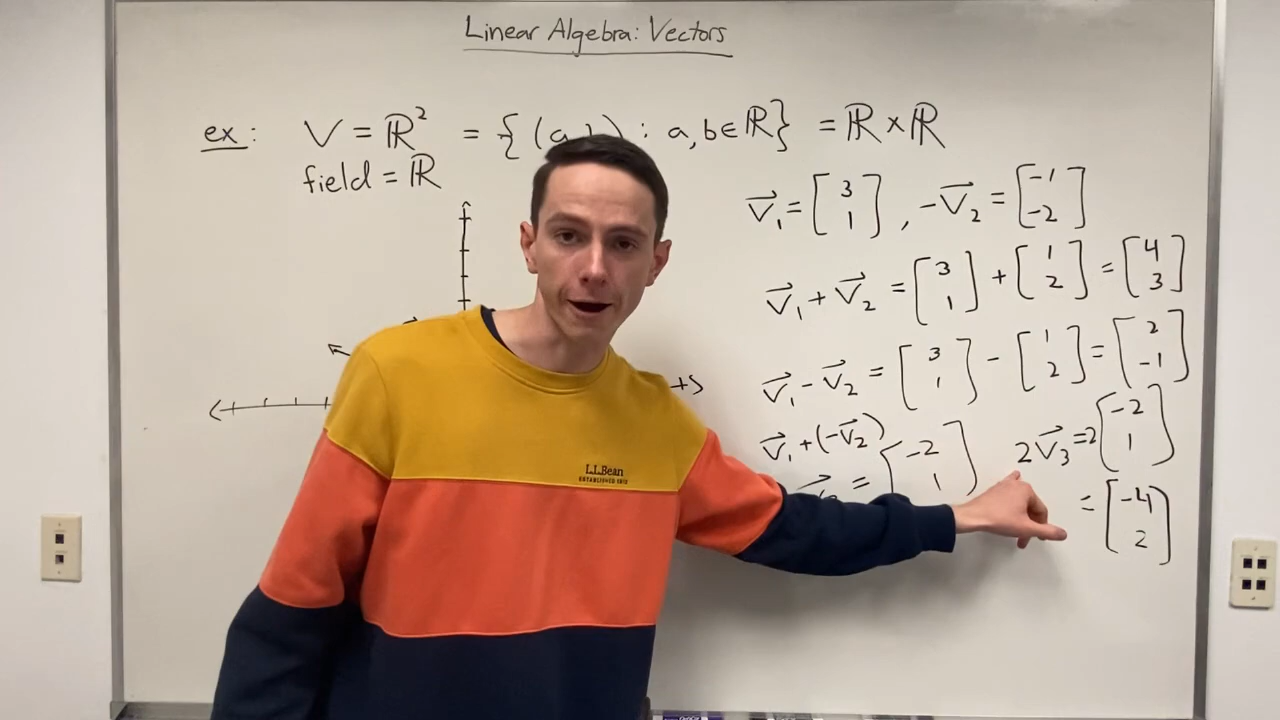 Linear Algebra: Vectors
ex: V = ℝ² = {(a : a,b∈ℝ} = ℝ×ℝ
field = ℝ
v⃗₁ = [3 1], -v⃗₂ = [-1 -2]
v⃗₁ + v⃗₂ = [3 1] + [1 2] = [4 3]
v⃗₁ - v⃗₂ = [3 1] - [1 2] = [2 -1]
v⃗₁ + (-v⃗₂)
= [-2 1]
2v⃗₃ = 2[-2 1]
= [-4 2]
L.L.Bean
ESTABLISHED 1912